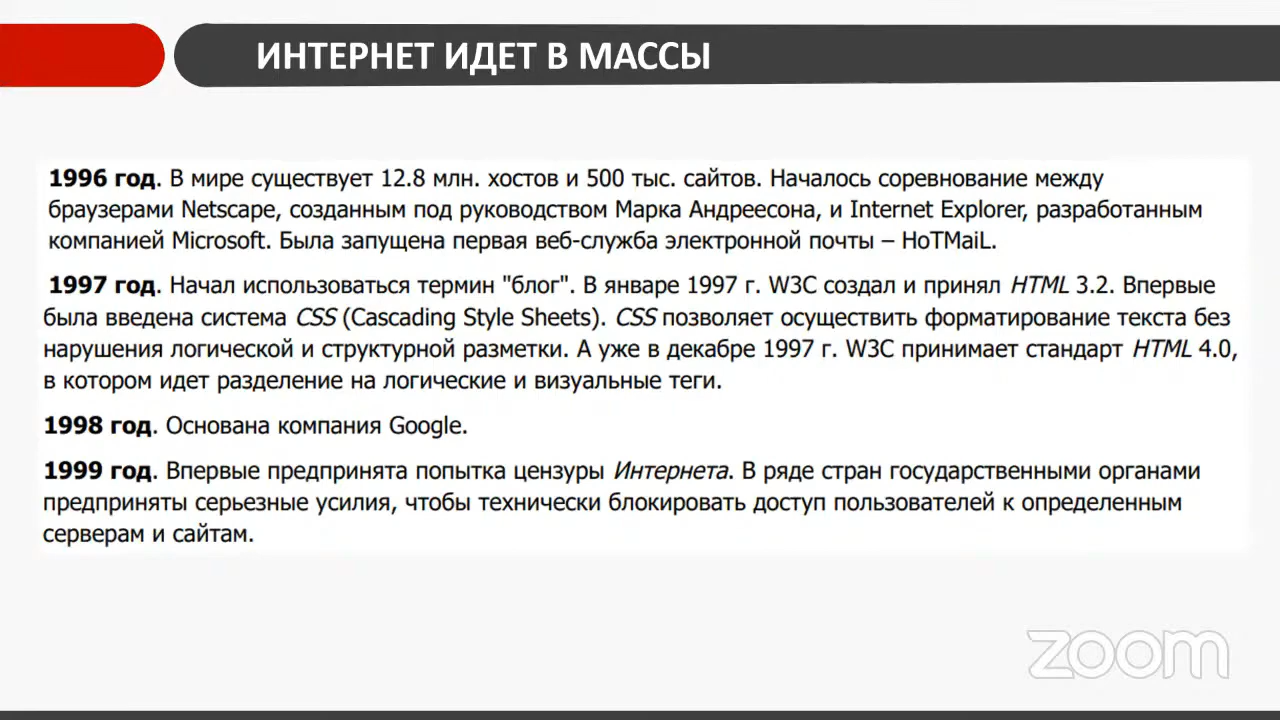 ИНТЕРНЕТ ИДЕТ В МАССЫ
1996 год. В мире существует 12.8 млн. хостов и 500 тыс. сайтов. Началось соревнование между
браузерами Netscape, созданным под руководством Марка Андреесона, и Internet Explorer, разработанным
компанией Microsoft. Была запущена первая веб-служба электронной почты – HoTMaiL.
1997 год. Начал использоваться термин "блог". В январе 1997 г. W3C создал и принял HTML 3.2. Впервые
была введена система CSS (Cascading Style Sheets). CSS позволяет осуществить форматирование текста без
нарушения логической и структурной разметки. А уже в декабре 1997 г. W3C принимает стандарт HTML 4.0,
в котором идет разделение на логические и визуальные теги.
1998 год. Основана компания Google.
1999 год. Впервые предпринята попытка цензуры Интернета. В ряде стран государственными органами
предприняты серьезные усилия, чтобы технически блокировать доступ пользователей к определенным
серверам и сайтам.
zoom